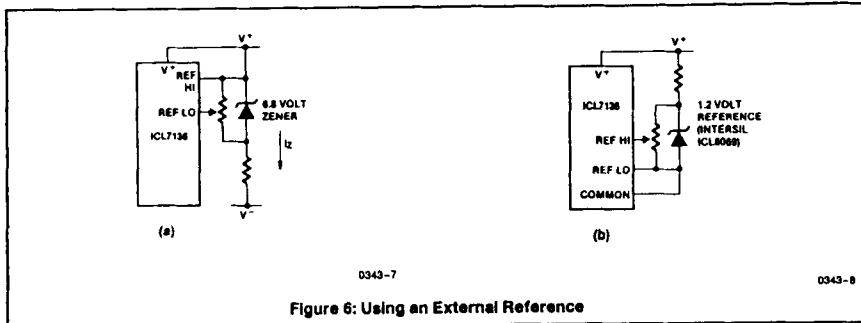 V+
V+
REF
HI
REF LO
ICL7136
6.8 VOLT
ZENER
IZ
V-
(a)
0343-7
V+
V+
ICL7136
REF HI
REF LO
COMMON
1.2 VOLT
REFERENCE
(INTERSIL
ICL8069)
(b)
0343-8
Figure 6: Using an External Reference